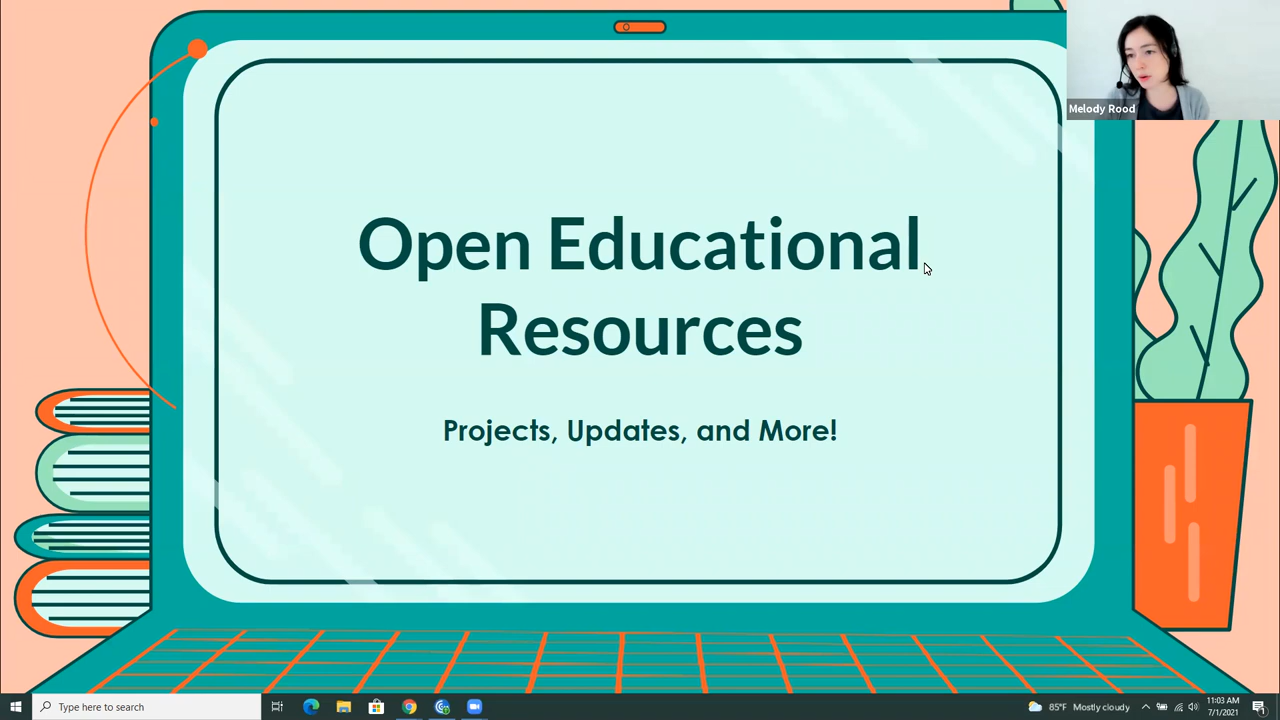 Melody Rood
Open Educational
Resources
Projects, Updates, and More!
Type here to search
85°F Mostly cloudy
11:03 AM
7/1/2021
1